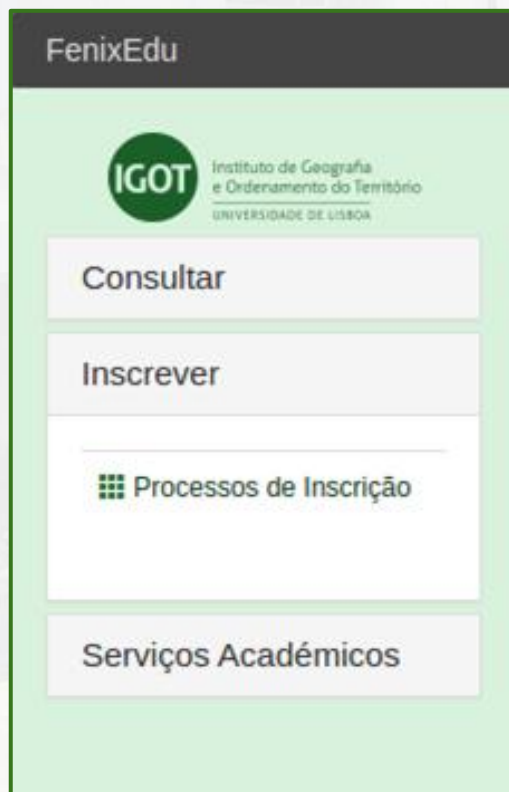 FenixEdu
IGOT
Instituto de Geografia
e Ordenamento do Território
UNIVERSIDADE DE LISBOA
Consultar
Inscrever
Processos de Inscrição
Serviços Académicos